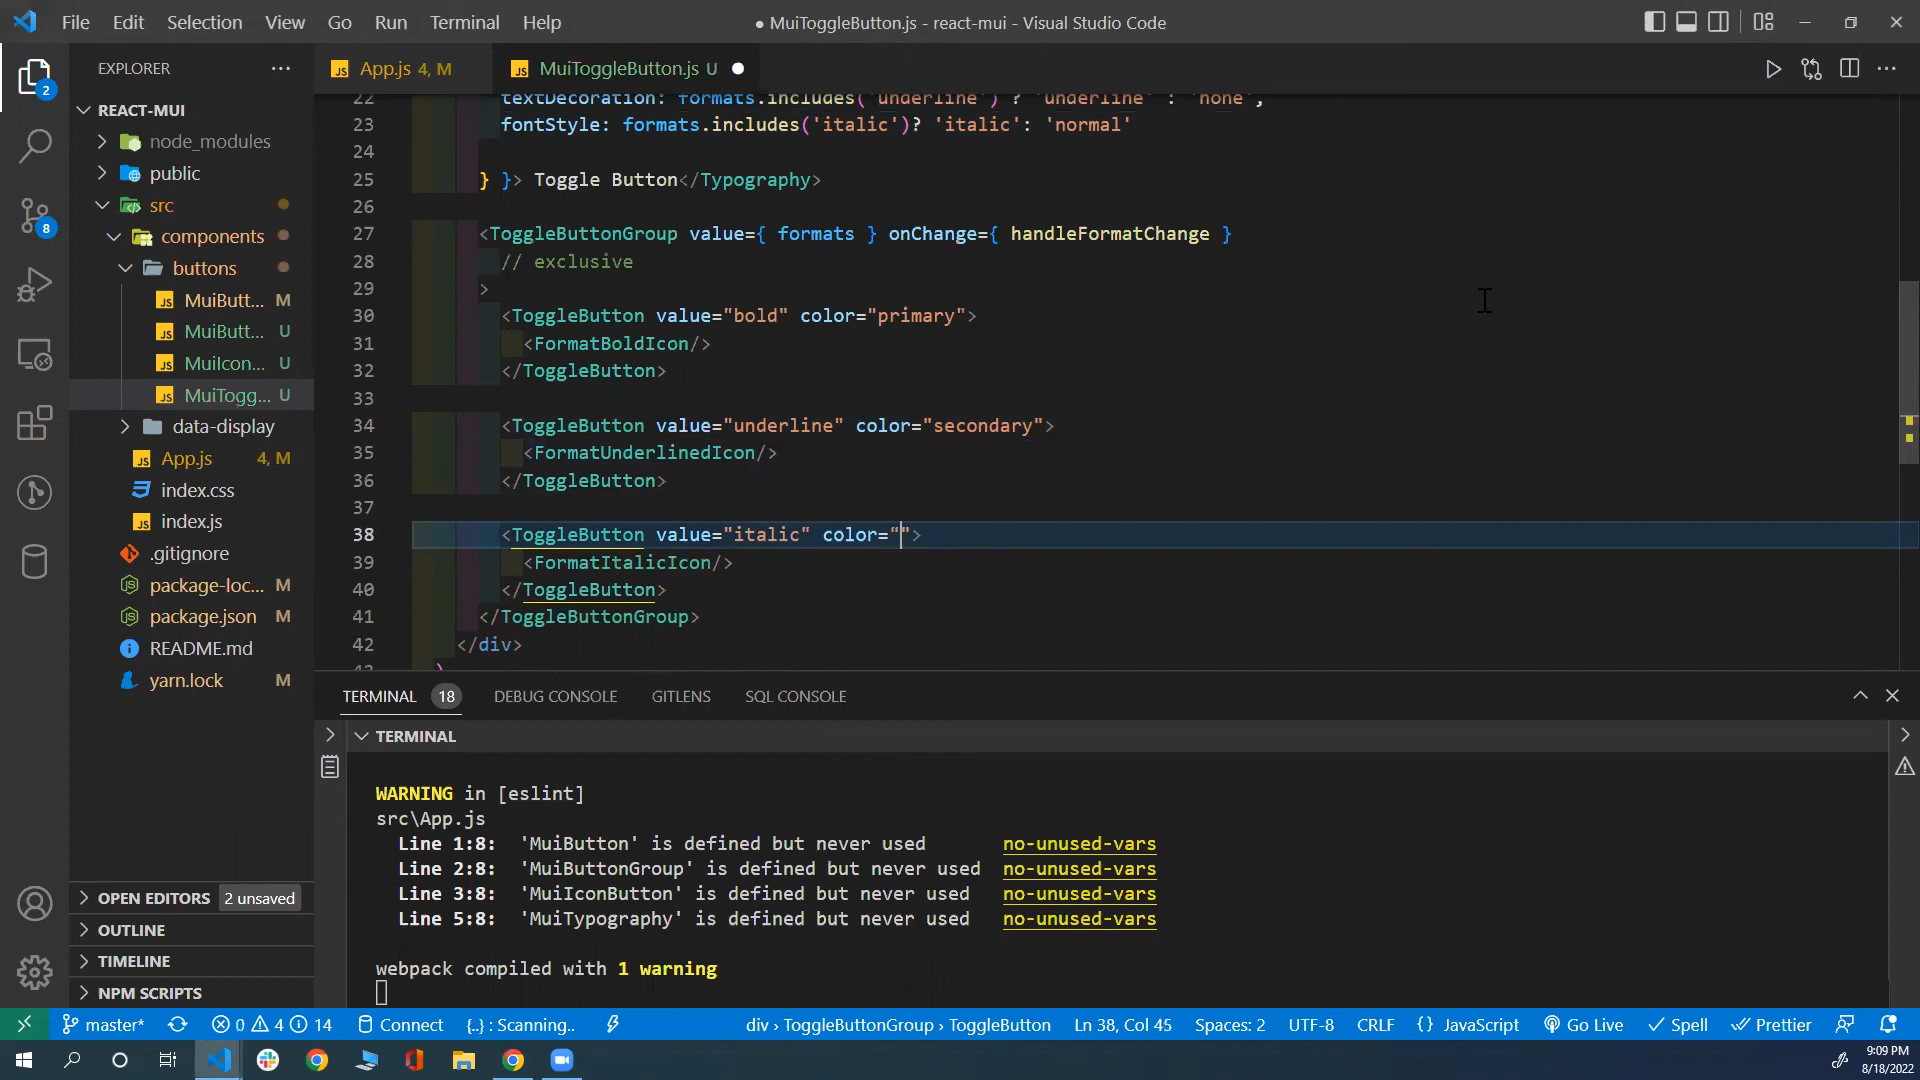 File Edit Selection View Go Run Terminal Help
● MuiToggleButton.js - react-mui - Visual Studio Code
EXPLORER
App.js 4, M
MuiToggleButton.js U
2
8
REACT-MUI
node_modules
public
src
components
buttons
MuiButt... M
MuiButt... U
MuiIcon... U
MuiTogg... U
data-display
App.js 4, M
index.css
index.js
.gitignore
package-loc... M
package.json M
README.md
yarn.lock M
OPEN EDITORS 2 unsaved
OUTLINE
TIMELINE
NPM SCRIPTS
22 textDecoration: formats.includes('underline') ? 'underline' : 'none',
23 fontStyle: formats.includes('italic')? 'italic': 'normal'
24
25 } }> Toggle Button</Typography>
26
27 <ToggleButtonGroup value={ formats } onChange={ handleFormatChange }
28 // exclusive
29 >
30 <ToggleButton value="bold" color="primary">
31 <FormatBoldIcon/>
32 </ToggleButton>
33
34 <ToggleButton value="underline" color="secondary">
35 <FormatUnderlinedIcon/>
36 </ToggleButton>
37
38 <ToggleButton value="italic" color="">
39 <FormatItalicIcon/>
40 </ToggleButton>
41 </ToggleButtonGroup>
42 </div>
43 )
TERMINAL 18 DEBUG CONSOLE GITLENS SQL CONSOLE
TERMINAL
WARNING in [eslint]
src\App.js
Line 1:8: 'MuiButton' is defined but never used no-unused-vars
Line 2:8: 'MuiButtonGroup' is defined but never used no-unused-vars
Line 3:8: 'MuiIconButton' is defined but never used no-unused-vars
Line 5:8: 'MuiTypography' is defined but never used no-unused-vars
webpack compiled with 1 warning
master* 0 4 14 Connect {..} : Scanning.. div › ToggleButtonGroup › ToggleButton Ln 38, Col 45 Spaces: 2 UTF-8 CRLF {} JavaScript Go Live Spell Prettier
9:09 PM
8/18/2022